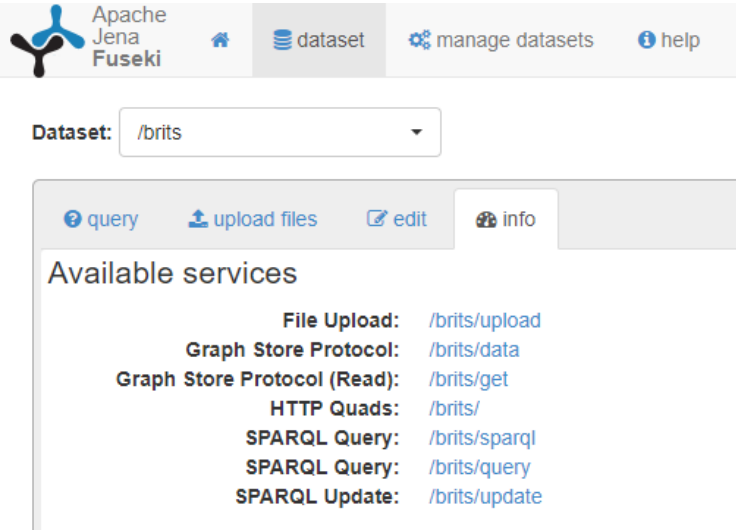 Apache
Jena
Fuseki
dataset
manage datasets
help
Dataset: /brits
query upload files edit info
Available services
File Upload: /brits/upload
Graph Store Protocol: /brits/data
Graph Store Protocol (Read): /brits/get
HTTP Quads: /brits/
SPARQL Query: /brits/sparql
SPARQL Query: /brits/query
SPARQL Update: /brits/update